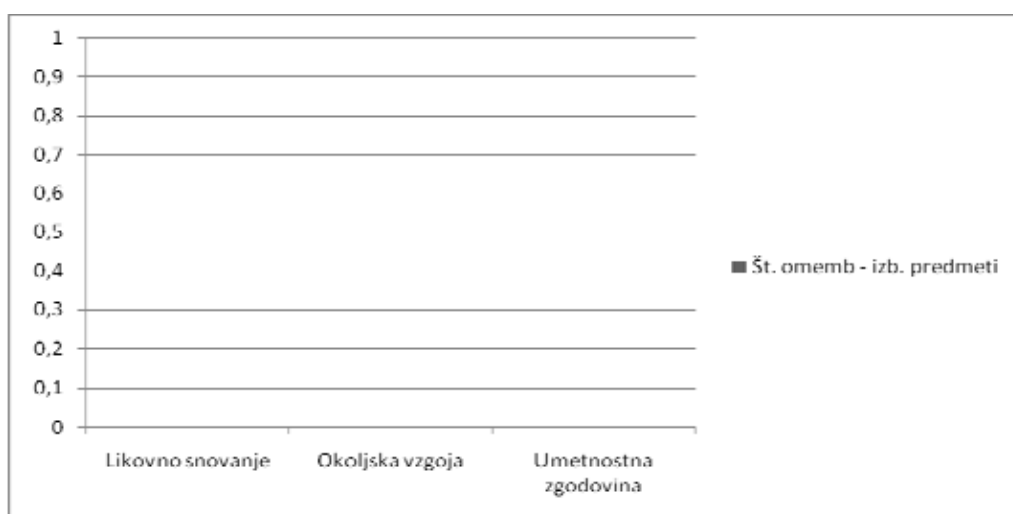 1
0,9
0,8
0,7
0,6
0,5
0,4
0,3
0,2
0,1
0
Likovno snovanje
Okoljska vzgoja
Umetnostna
zgodovina
Št. omemb - izb. predmeti